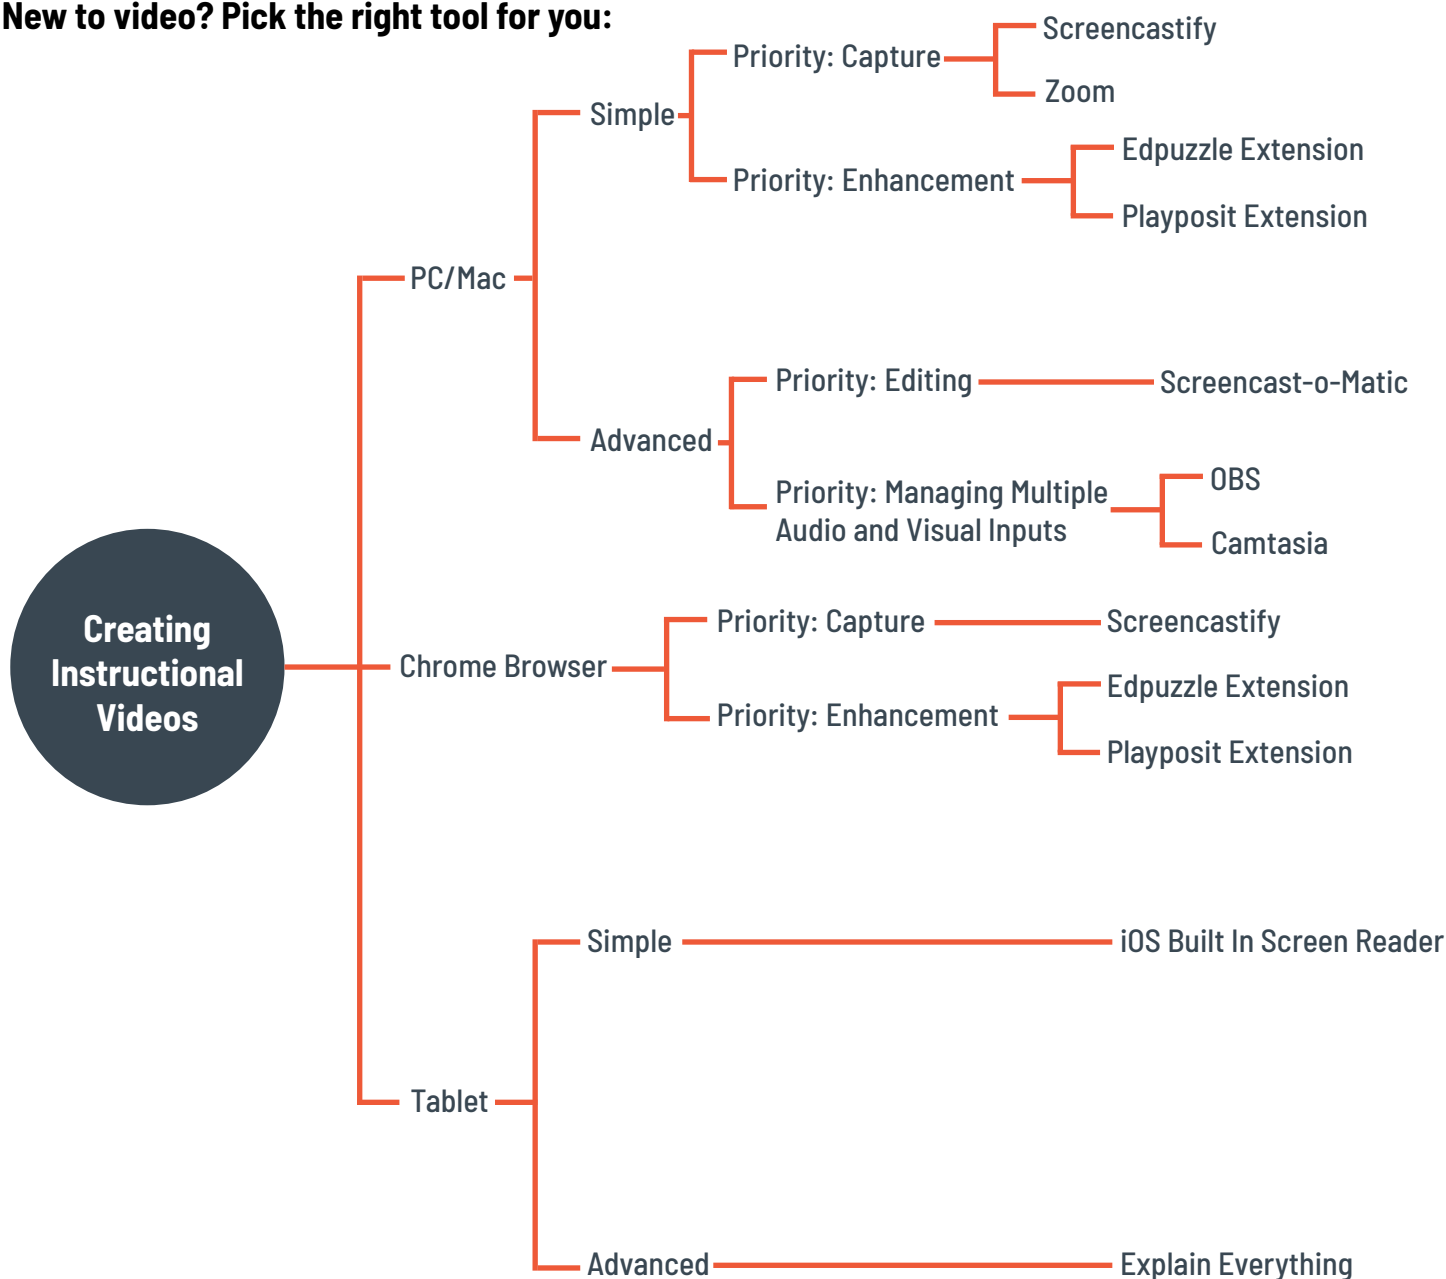 New to video? Pick the right tool for you:
Screencastify
Priority: Capture
Zoom
Simple
Edpuzzle Extension
Priority: Enhancement
Playposit Extension
PC/Mac
Priority: Editing
Screencast-o-Matic
Advanced
Priority: Managing Multiple
Audio and Visual Inputs
OBS
Camtasia
Creating
Instructional
Videos
Chrome Browser
Priority: Capture
Screencastify
Priority: Enhancement
Edpuzzle Extension
Playposit Extension
Tablet
Simple
iOS Built In Screen Reader
Advanced
Explain Everything